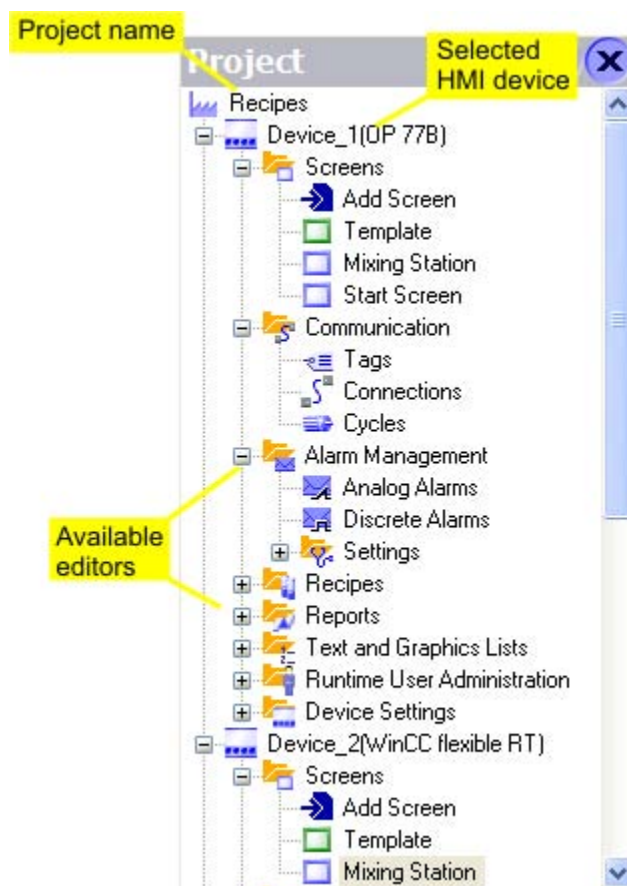 Project name
Project
Selected
HMI device
Recipes
Device_1(OP 77B)
Screens
Add Screen
Template
Mixing Station
Start Screen
Communication
Tags
Connections
Cycles
Alarm Management
Analog Alarms
Discrete Alarms
Available
editors
Settings
Recipes
Reports
Text and Graphics Lists
Runtime User Administration
Device Settings
Device_2(WinCC flexible RT)
Screens
Add Screen
Template
Mixing Station